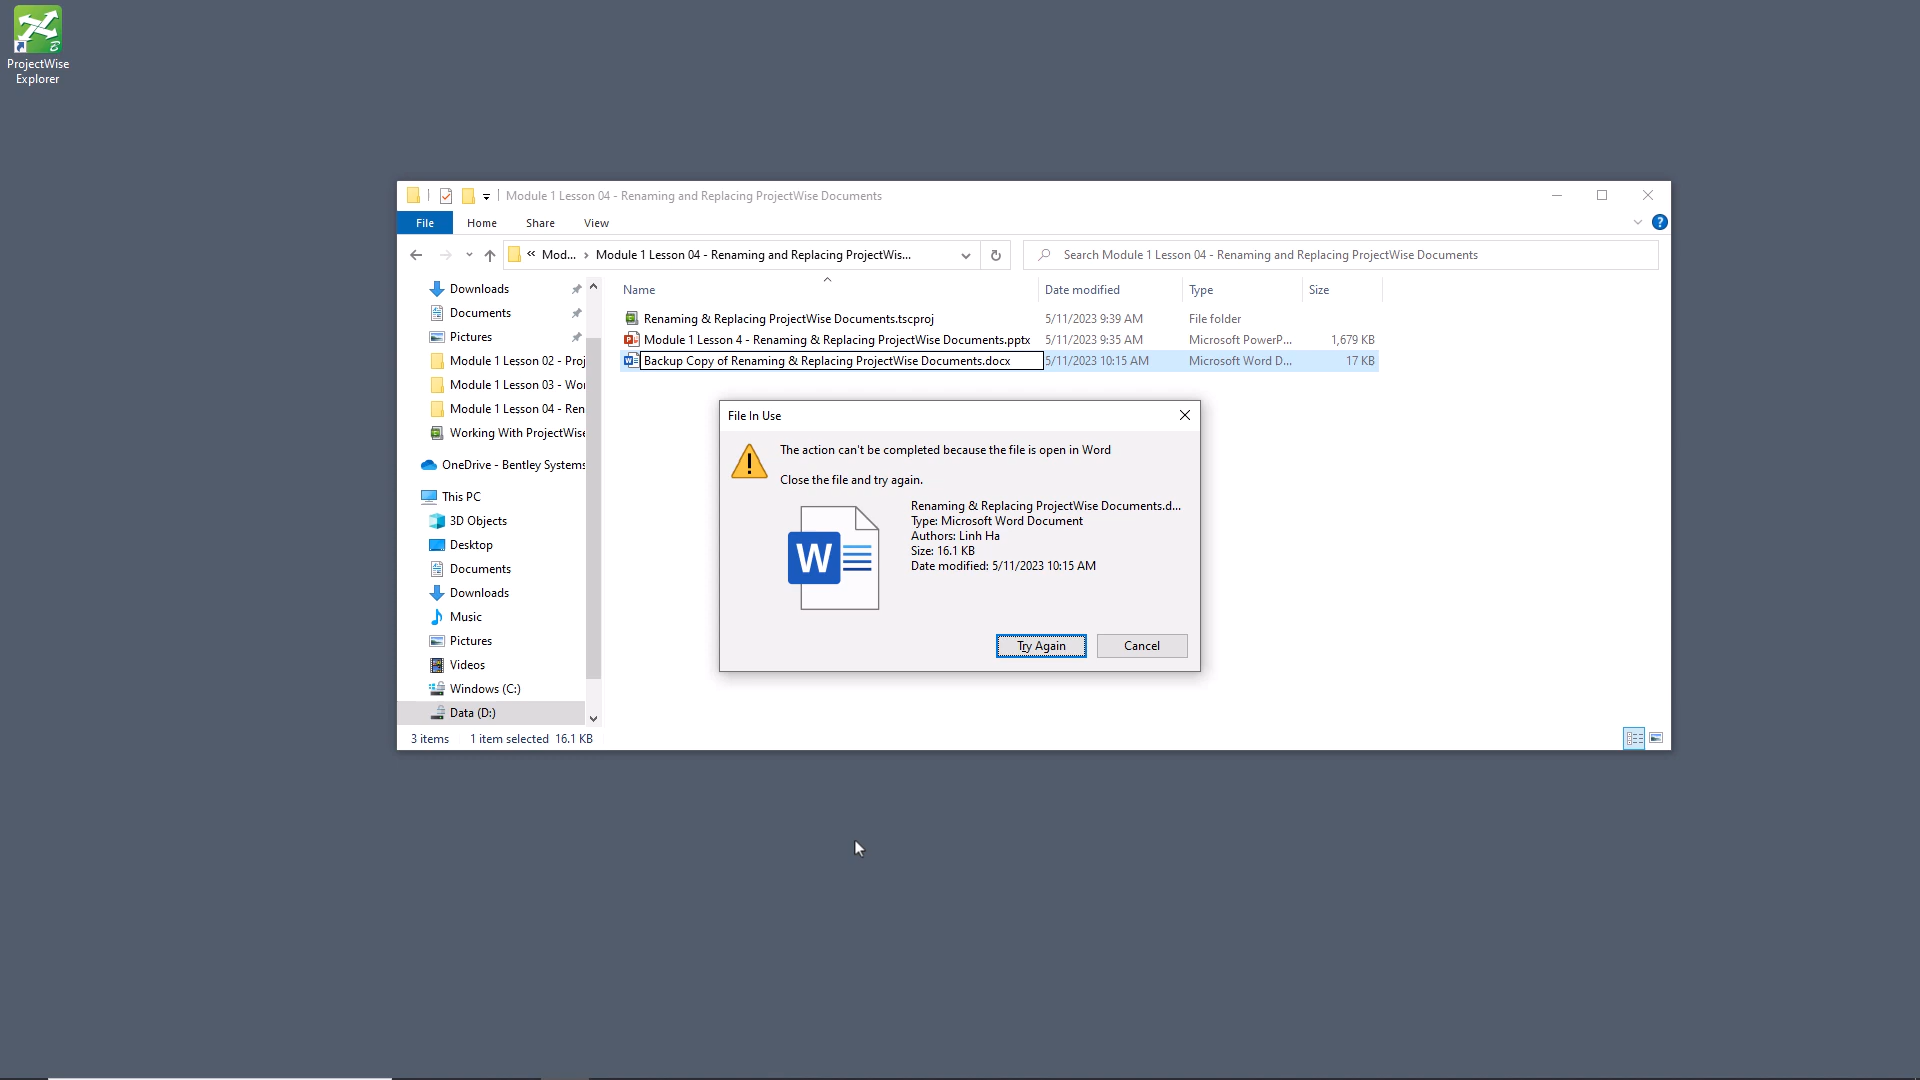 ProjectWise
Explorer
Module 1 Lesson 04 - Renaming and Replacing ProjectWise Documents
File Home Share View
« Mod... › Module 1 Lesson 04 - Renaming and Replacing ProjectWis...
Search Module 1 Lesson 04 - Renaming and Replacing ProjectWise Documents
Name Date modified Type Size
Renaming & Replacing ProjectWise Documents.tscproj 5/11/2023 9:39 AM File folder
Module 1 Lesson 4 - Renaming & Replacing ProjectWise Documents.pptx 5/11/2023 9:35 AM Microsoft PowerP... 1,679 KB
Backup Copy of Renaming & Replacing ProjectWise Documents.docx 5/11/2023 10:15 AM Microsoft Word D... 17 KB
Downloads
Documents
Pictures
Module 1 Lesson 02 - Proj
Module 1 Lesson 03 - Wor
Module 1 Lesson 04 - Ren
Working With ProjectWise
OneDrive - Bentley Systems
This PC
3D Objects
Desktop
Documents
Downloads
Music
Pictures
Videos
Windows (C:)
Data (D:)
File In Use
The action can't be completed because the file is open in Word
Close the file and try again.
W
Renaming & Replacing ProjectWise Documents.d...
Type: Microsoft Word Document
Authors: Linh Ha
Size: 16.1 KB
Date modified: 5/11/2023 10:15 AM
Try Again Cancel
3 items 1 item selected 16.1 KB